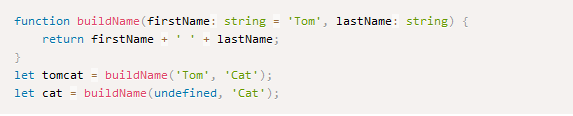 function buildName(firstName: string = 'Tom', lastName: string) {
    return firstName + ' ' + lastName;
}
let tomcat = buildName('Tom', 'Cat');
let cat = buildName(undefined, 'Cat');